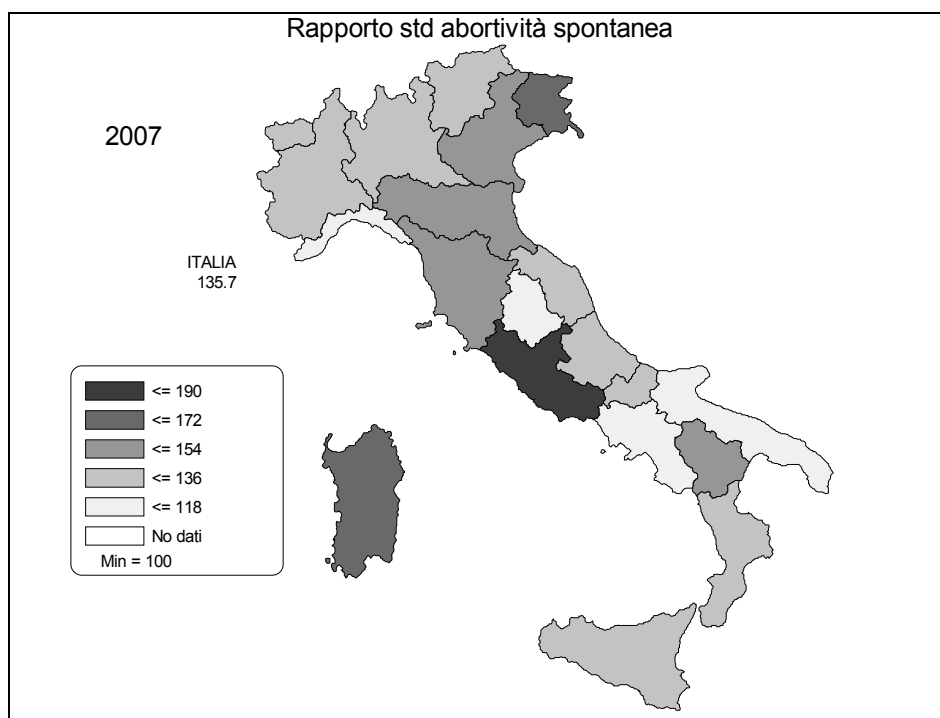 Rapporto std abortività spontanea
2007
ITALIA
135.7
<= 190
<= 172
<= 154
<= 136
<= 118
No dati
Min = 100